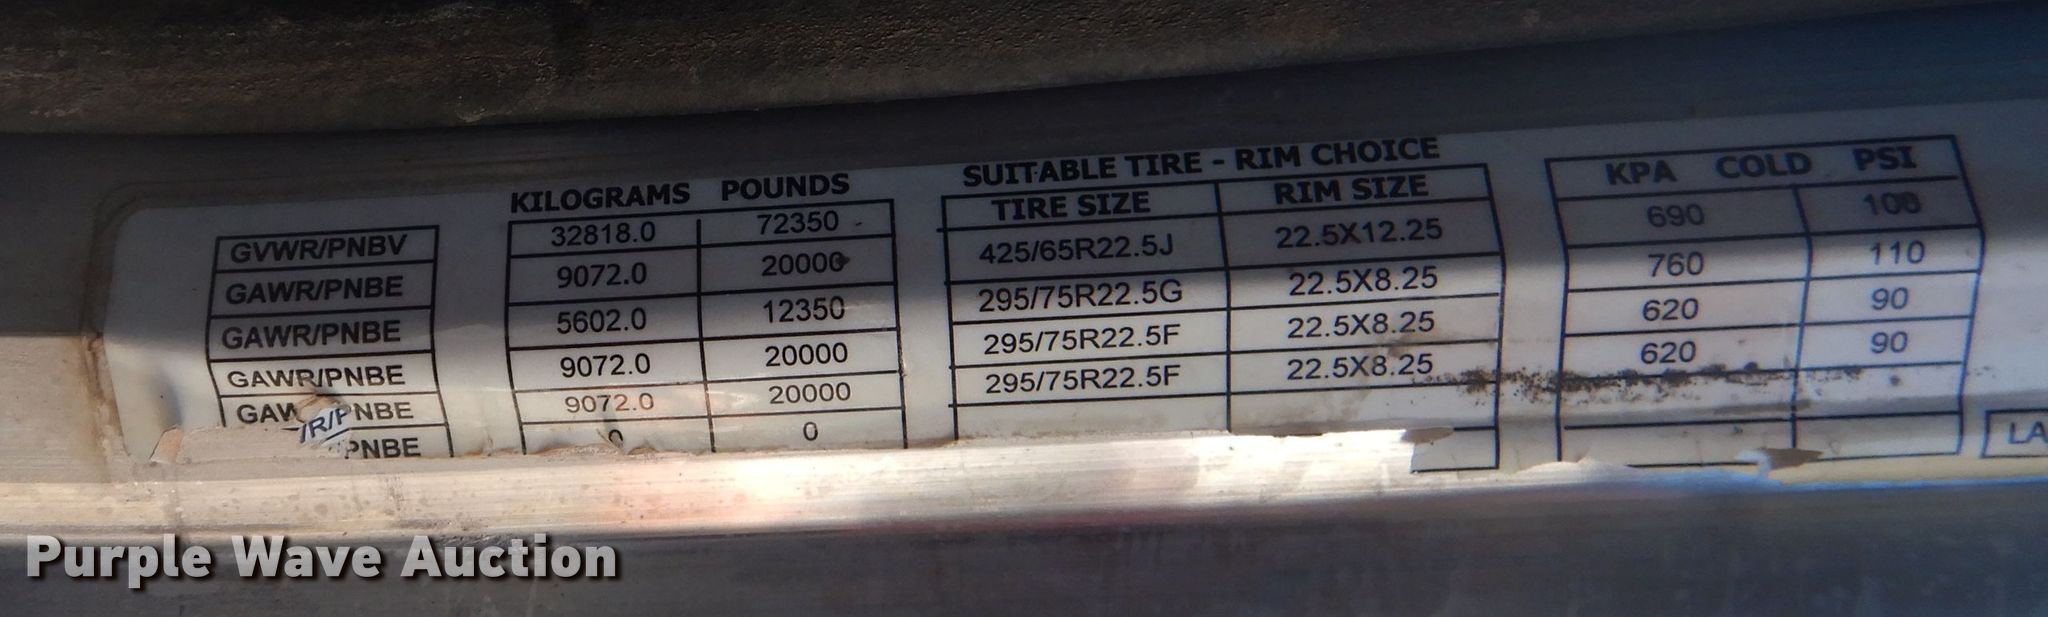 KILOGRAMS POUNDS SUITABLE TIRE - RIM CHOICE KPA COLD PSI
TIRE SIZE RIM SIZE
GVWR/PNBV 32818.0 72350
GAWR/PNBE 9072.0 20000 425/65R22.5J 22.5X12.25 690 100
GAWR/PNBE 5602.0 12350 295/75R22.5G 22.5X8.25 760 110
GAWR/PNBE 9072.0 20000 295/75R22.5F 22.5X8.25 620 90
GAWR/PNBE 9072.0 20000 295/75R22.5F 22.5X8.25 620 90
PNBE 0 0
LA
Purple Wave Auction